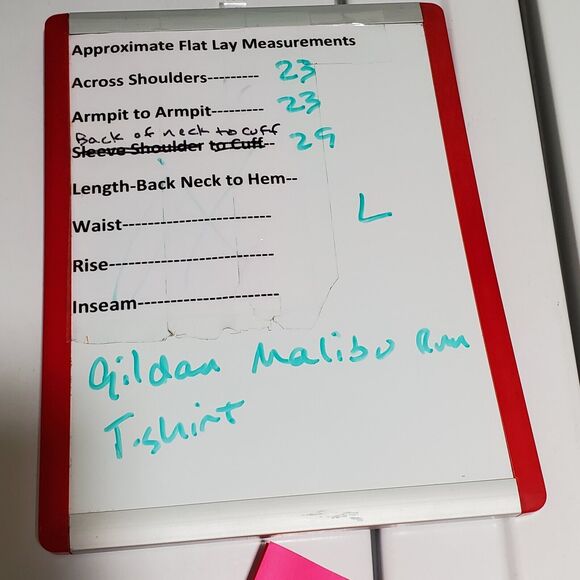 Approximate Flat Lay Measurements
Across Shoulders--------- 23
Armpit to Armpit--------- 23
Back of neck to cuff
Sleeve Shoulder to Cuff-- 29
Length-Back Neck to Hem--
L
Waist-------------------------
Rise----------------------------
Inseam------------------------
Gildan Malibu Rum
T-shirt